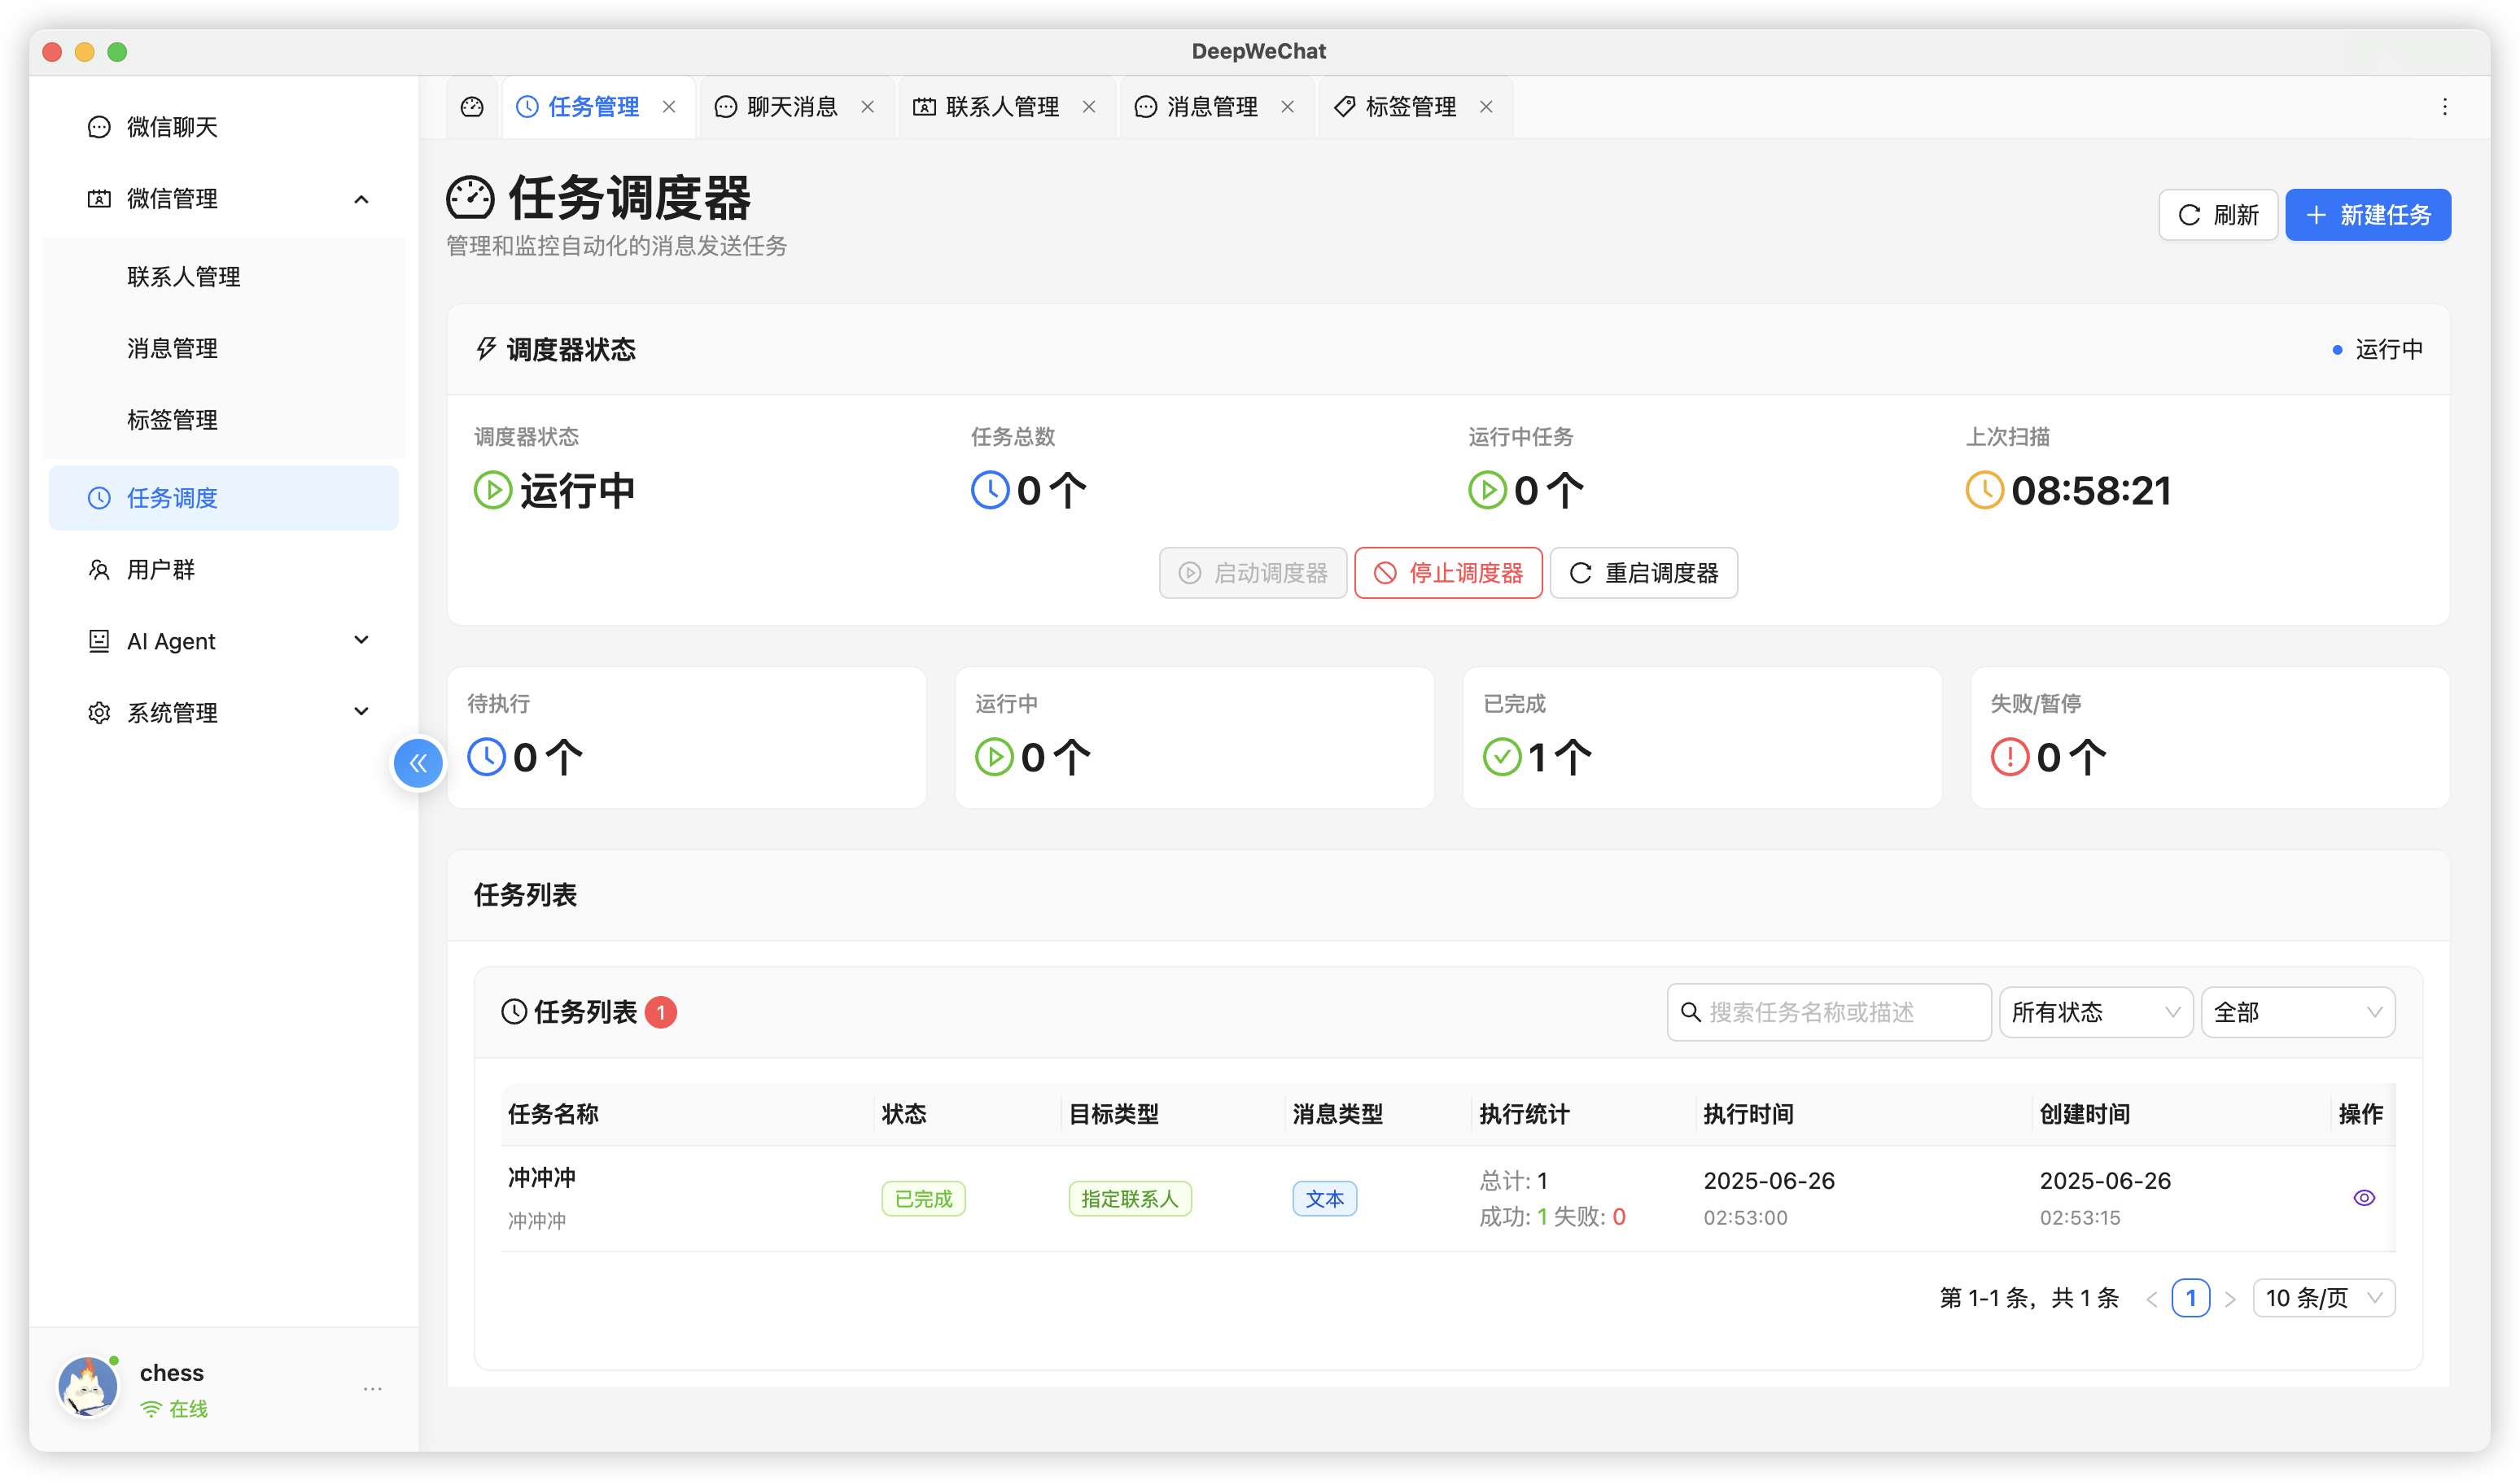 DeepWeChat
微信聊天
微信管理
联系人管理
消息管理
标签管理
任务调度
用户群
AI Agent
系统管理
chess
在线
任务管理
聊天消息
联系人管理
消息管理
标签管理
任务调度器
管理和监控自动化的消息发送任务
刷新
新建任务
调度器状态
运行中
调度器状态
运行中
任务总数
0 个
运行中任务
0 个
上次扫描
08:58:21
启动调度器
停止调度器
重启调度器
待执行
0 个
运行中
0 个
已完成
1 个
失败/暂停
0 个
任务列表
任务列表 1
搜索任务名称或描述
所有状态
全部
任务名称 状态 目标类型 消息类型 执行统计 执行时间 创建时间 操作
冲冲冲
冲冲冲
已完成
指定联系人
文本
总计: 1
成功: 1 失败: 0
2025-06-26
02:53:00
2025-06-26
02:53:15
第 1-1 条，共 1 条
1
10 条/页